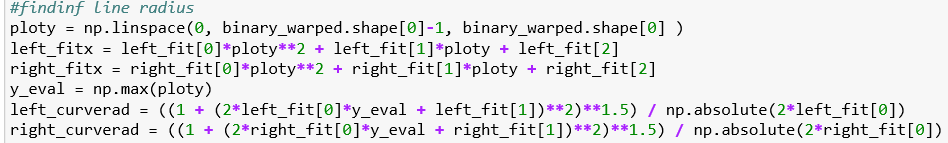 #findinf line radius
ploty = np.linspace(0, binary_warped.shape[0]-1, binary_warped.shape[0] )
left_fitx = left_fit[0]*ploty**2 + left_fit[1]*ploty + left_fit[2]
right_fitx = right_fit[0]*ploty**2 + right_fit[1]*ploty + right_fit[2]
y_eval = np.max(ploty)
left_curverad = ((1 + (2*left_fit[0]*y_eval + left_fit[1])**2)**1.5) / np.absolute(2*left_fit[0])
right_curverad = ((1 + (2*right_fit[0]*y_eval + right_fit[1])**2)**1.5) / np.absolute(2*right_fit[0])